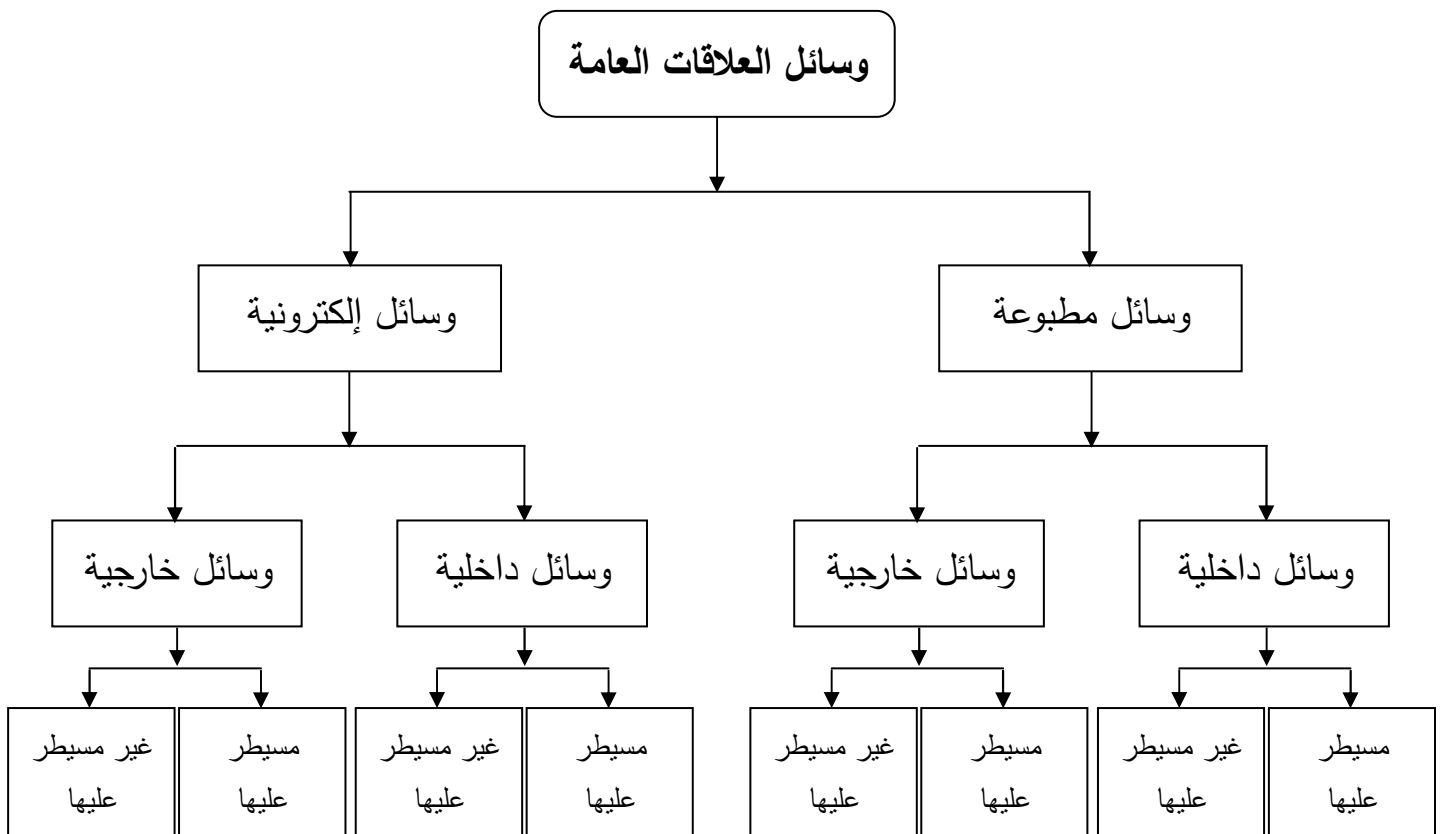 وسائل العلاقات العامة
وسائل مطبوعة
وسائل إلكترونية
وسائل داخلية
وسائل خارجية
وسائل داخلية
وسائل خارجية
مسيطر
عليها
غير مسيطر
عليها
مسيطر
عليها
غير مسيطر
عليها
مسيطر
عليها
غير مسيطر
عليها
مسيطر
عليها
غير مسيطر
عليها